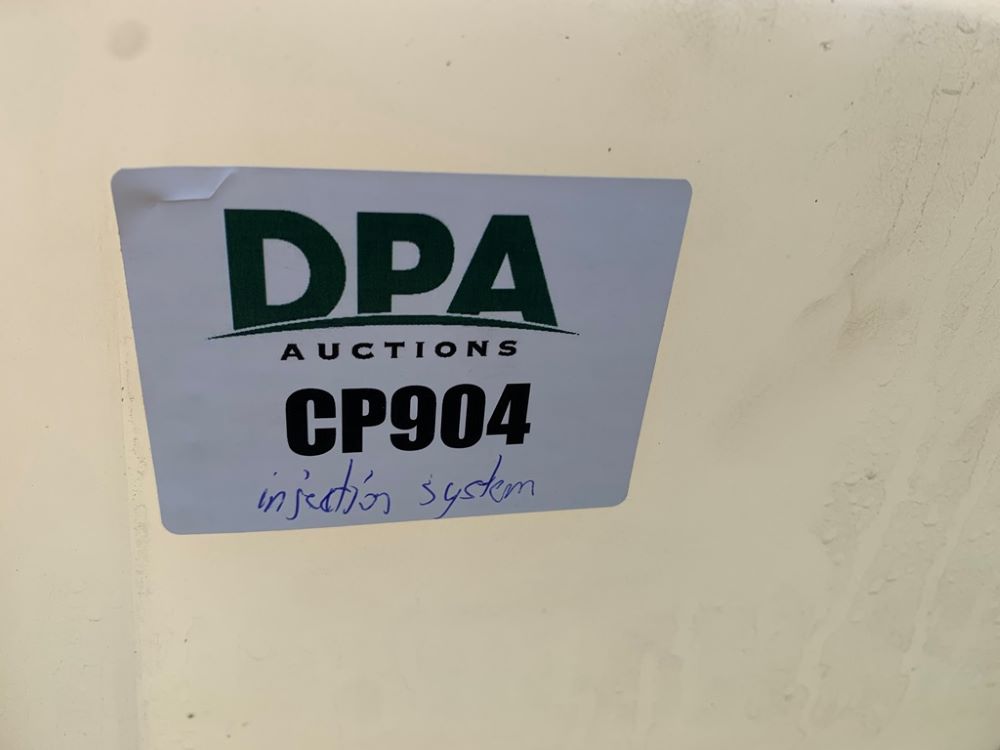 DPA
AUCTIONS
CP904
injection system